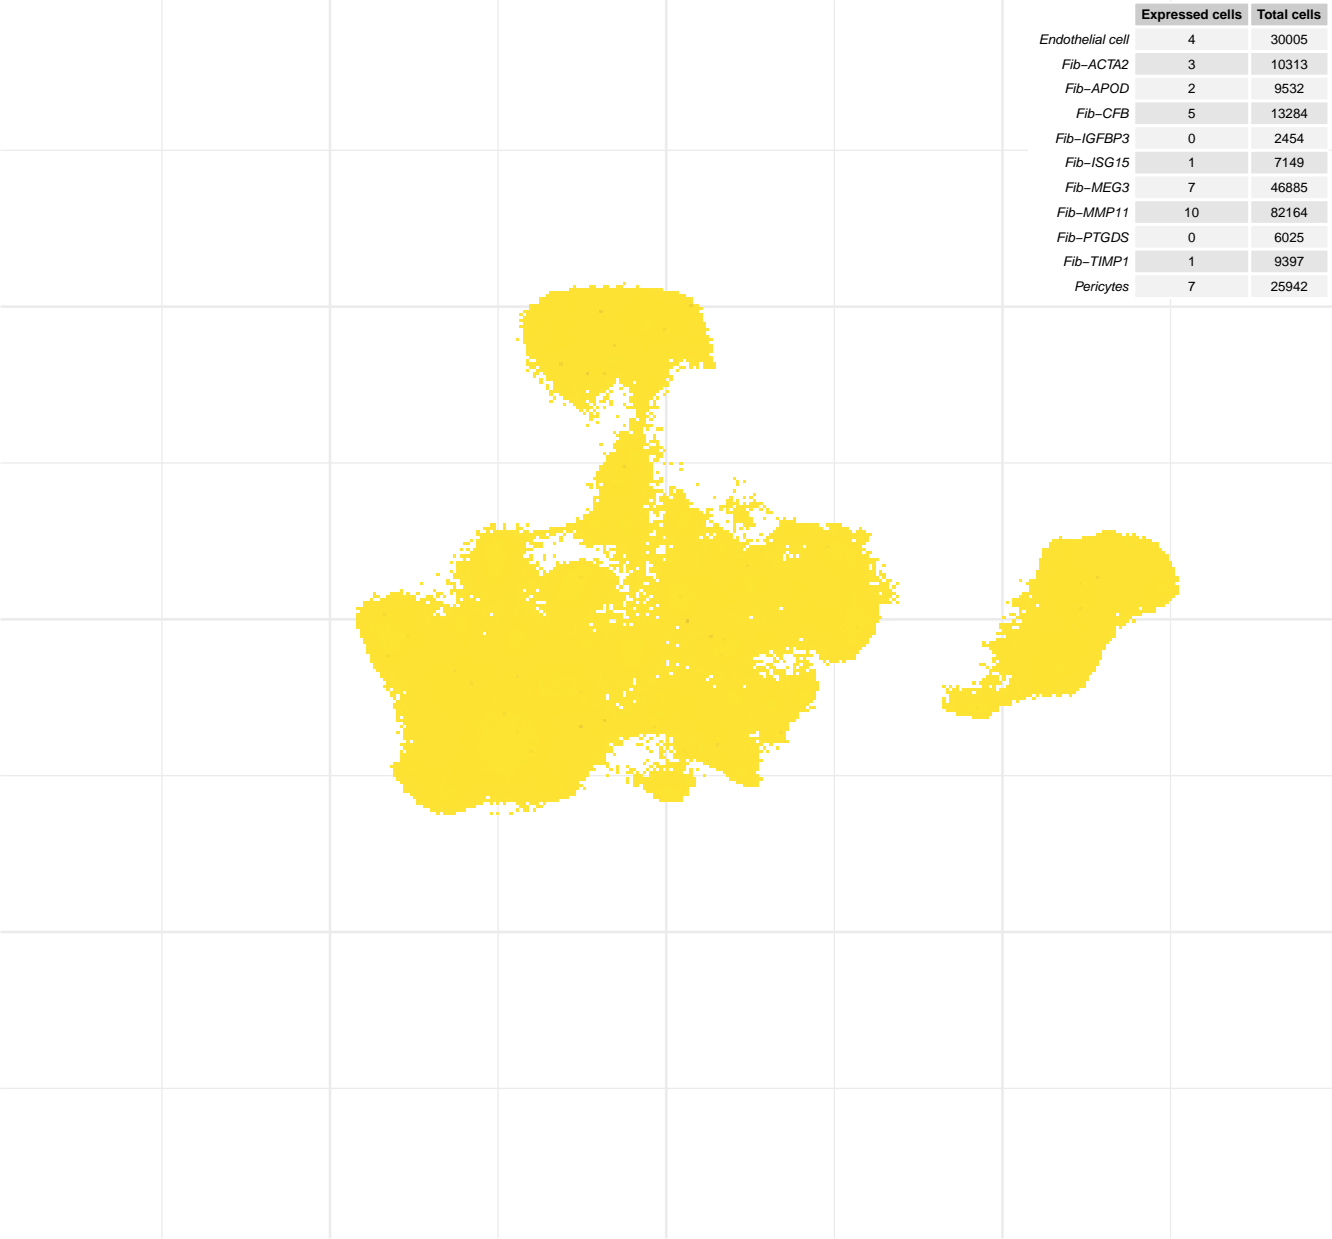 Expressed cells Total cells
Endothelial cell 4 30005
Fib−ACTA2 3 10313
Fib−APOD 2 9532
Fib−CFB 5 13284
Fib−IGFBP3 0 2454
Fib−ISG15 1 7149
Fib−MEG3 7 46885
Fib−MMP11 10 82164
Fib−PTGDS 0 6025
Fib−TIMP1 1 9397
Pericytes 7 25942